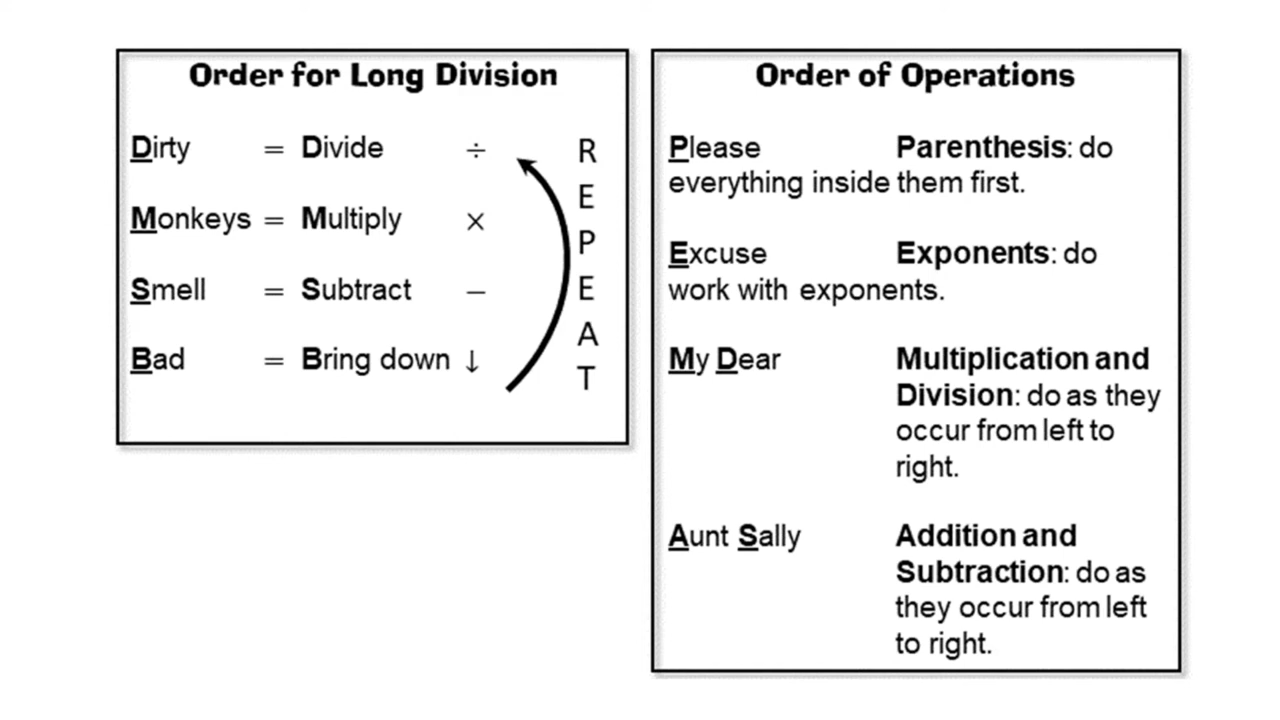 Order for Long Division
Dirty = Divide ÷
Monkeys = Multiply ×
Smell = Subtract −
Bad = Bring down ↓
REPEAT
Order of Operations
Please Parenthesis: do
everything inside them first.
Excuse Exponents: do
work with exponents.
My Dear Multiplication and
Division: do as they
occur from left to
right.
Aunt Sally Addition and
Subtraction: do as
they occur from left
to right.